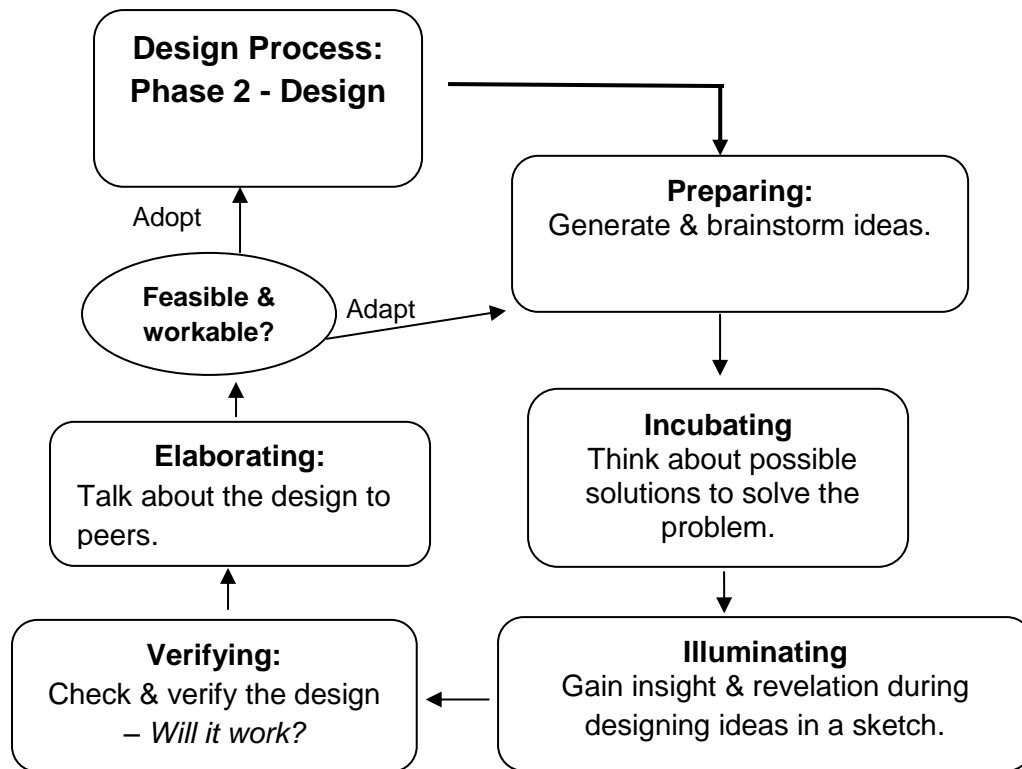 Design Process:
Phase 2 - Design
Preparing:
Generate & brainstorm ideas.
Incubating
Think about possible
solutions to solve the
problem.
Illuminating
Gain insight & revelation during
designing ideas in a sketch.
Verifying:
Check & verify the design
– Will it work?
Elaborating:
Talk about the design to
peers.
Feasible &
workable?
Adopt
Adapt